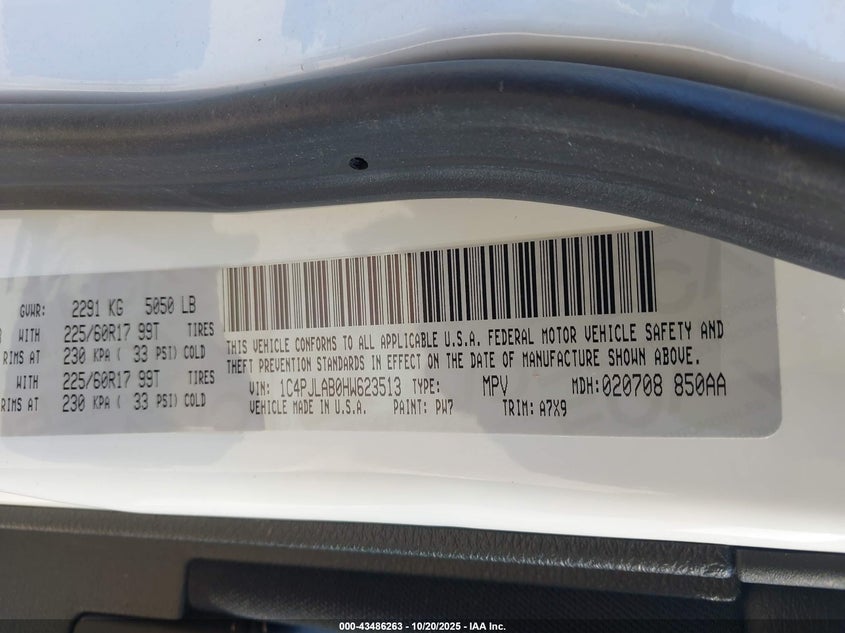 GVWR: 2291 KG 5050 LB
WITH 225/60R17 99T TIRES
RIMS AT 230 KPA ( 33 PSI) COLD
WITH 225/60R17 99T TIRES
RIMS AT 230 KPA ( 33 PSI) COLD
THIS VEHICLE CONFORMS TO ALL APPLICABLE U.S.A. FEDERAL MOTOR VEHICLE SAFETY AND
THEFT PREVENTION STANDARDS IN EFFECT ON THE DATE OF MANUFACTURE SHOWN ABOVE.
VIN: 1C4PJLAB0HW623513 TYPE: MPV MDH: 020708 850AA
VEHICLE MADE IN U.S.A. PAINT: PW7 TRIM: A7X9
000-43486263 - 10/20/2025 - IAA Inc.